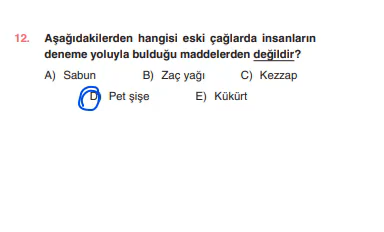 12. Aşağıdakilerden hangisi eski çağlarda insanların
deneme yoluyla bulduğu maddelerden değildir?
A) Sabun B) Zaç yağı C) Kezzap
D) Pet şişe E) Kükürt